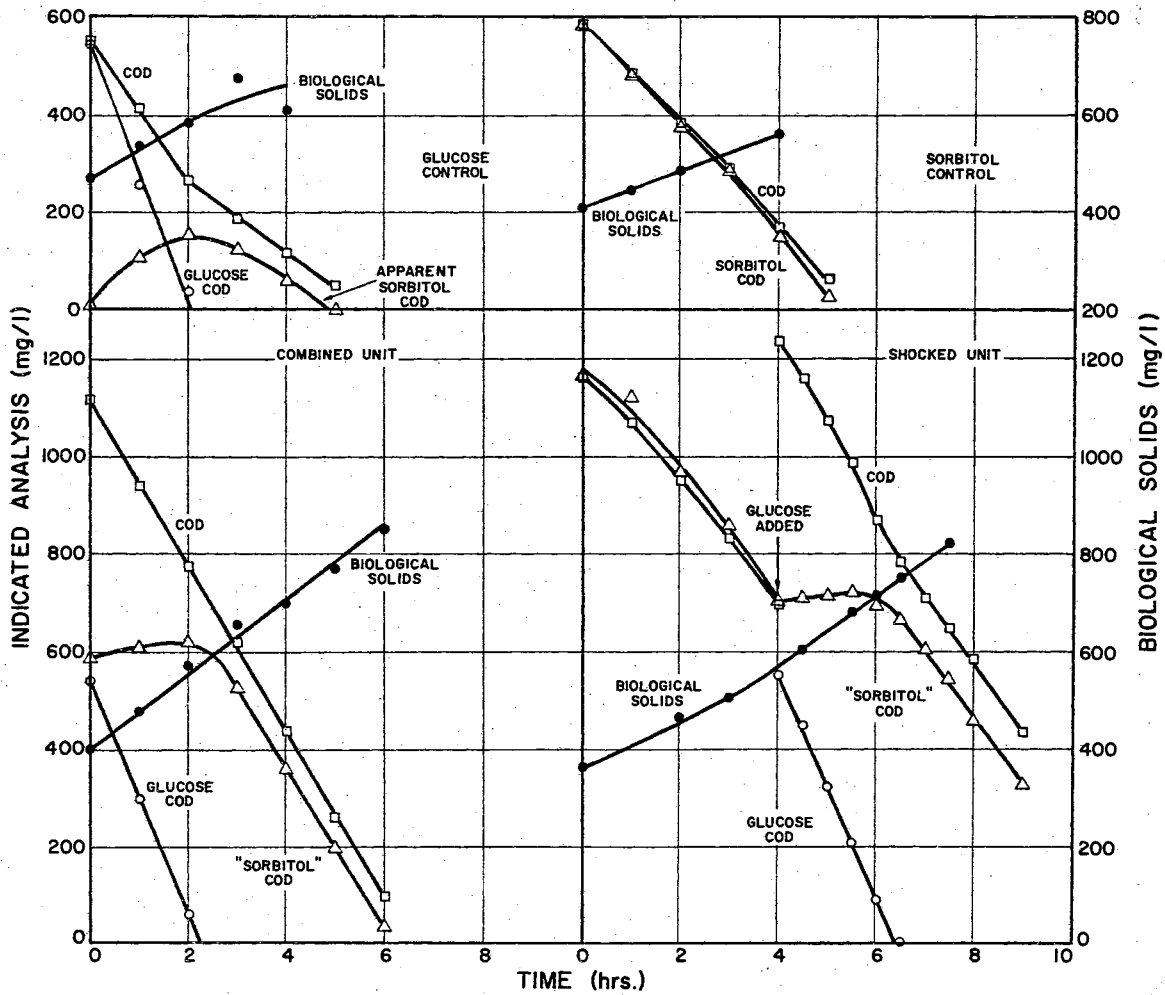 600
400
200
0
COD
BIOLOGICAL
SOLIDS
GLUCOSE
CONTROL
GLUCOSE
COD
APPARENT
SORBITOL
COD
COD
BIOLOGICAL
SOLIDS
SORBITOL
COD
SORBITOL
CONTROL
800
600
400
200
INDICATED ANALYSIS (mg/l)
BIOLOGICAL SOLIDS (mg/l)
1200
1000
800
600
400
200
0
COMBINED UNIT
COD
BIOLOGICAL
SOLIDS
GLUCOSE
COD
"SORBITOL"
COD
SHOCKED UNIT
GLUCOSE
ADDED
COD
BIOLOGICAL
SOLIDS
"SORBITOL"
COD
GLUCOSE
COD
1200
1000
800
600
400
200
0
0 2 4 6 8 0 2 4 6 8 10
TIME (hrs.)